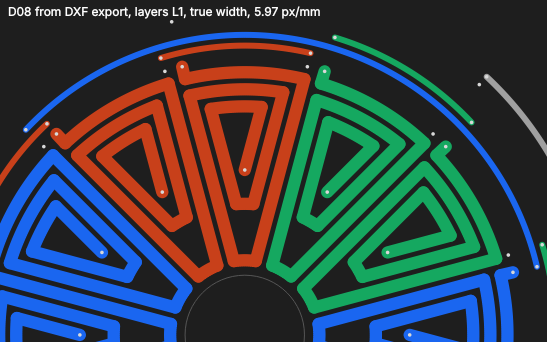 D08 from DXF export, layers L1, true width, 5.97 px/mm